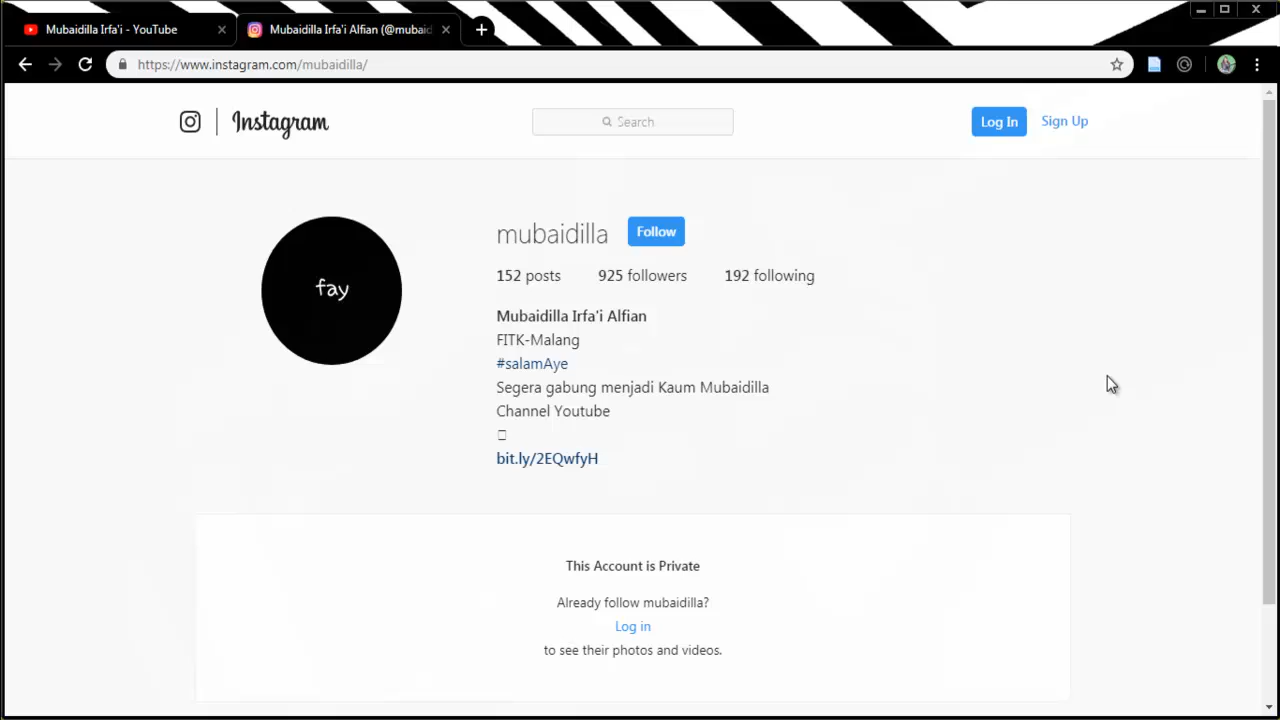 Mubaidilla Irfa'i - YouTube
Mubaidilla Irfa'i Alfian (@mubaid
https://www.instagram.com/mubaidilla/
Instagram
Search
Log In
Sign Up
fay
mubaidilla
Follow
152 posts 925 followers 192 following
Mubaidilla Irfa'i Alfian
FITK-Malang
#salamAye
Segera gabung menjadi Kaum Mubaidilla
Channel Youtube
bit.ly/2EQwfyH
This Account is Private
Already follow mubaidilla?
Log in
to see their photos and videos.